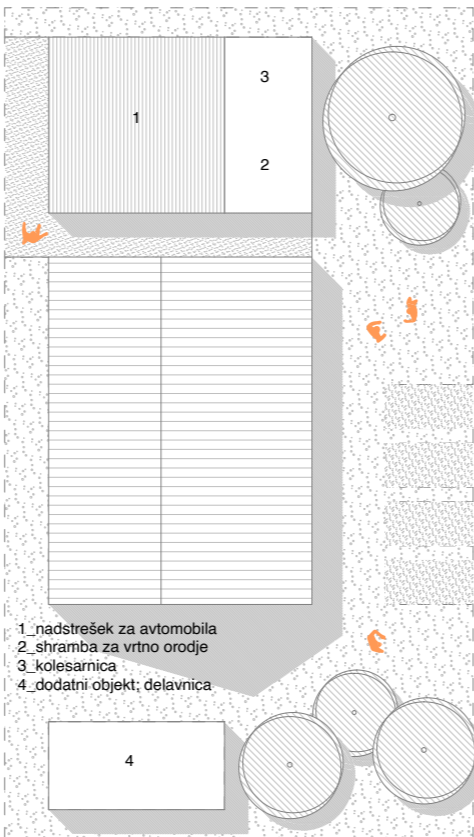 3
1
2
1_nadstrešek za avtomobila
2_shramba za vrtno orodje
3_kolesarnica
4_dodatni objekt; delavnica
4